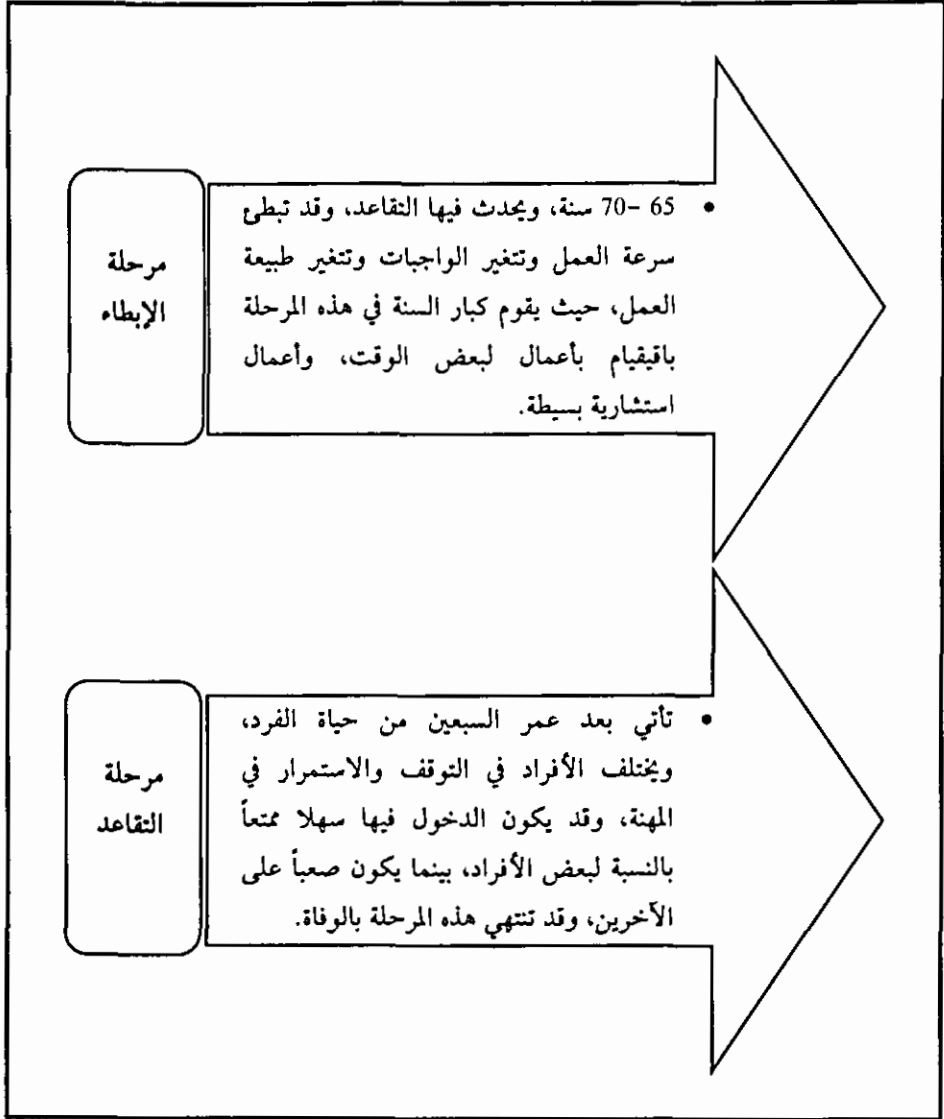 مرحلة
الإبطاء
• 65 –70 سنة، ويحدث فيها التقاعد، وقد تبطئ
سرعة العمل وتتغير الواجبات وتتغير طبيعة
العمل، حيث يقوم كبار السنة في هذه المرحلة
باقيقيام بأعمال لبعض الوقت، وأعمال
استشارية بسيطة.
مرحلة
التقاعد
• تأتي بعد عمر السبعين من حياة الفرد،
ويختلف الأفراد في التوقف والاستمرار في
المهنة، وقد يكون الدخول فيها سهلا ممتعاً
بالنسبة لبعض الأفراد، بينما يكون صعباً على
الآخرين، وقد تنتهي هذه المرحلة بالوفاة.